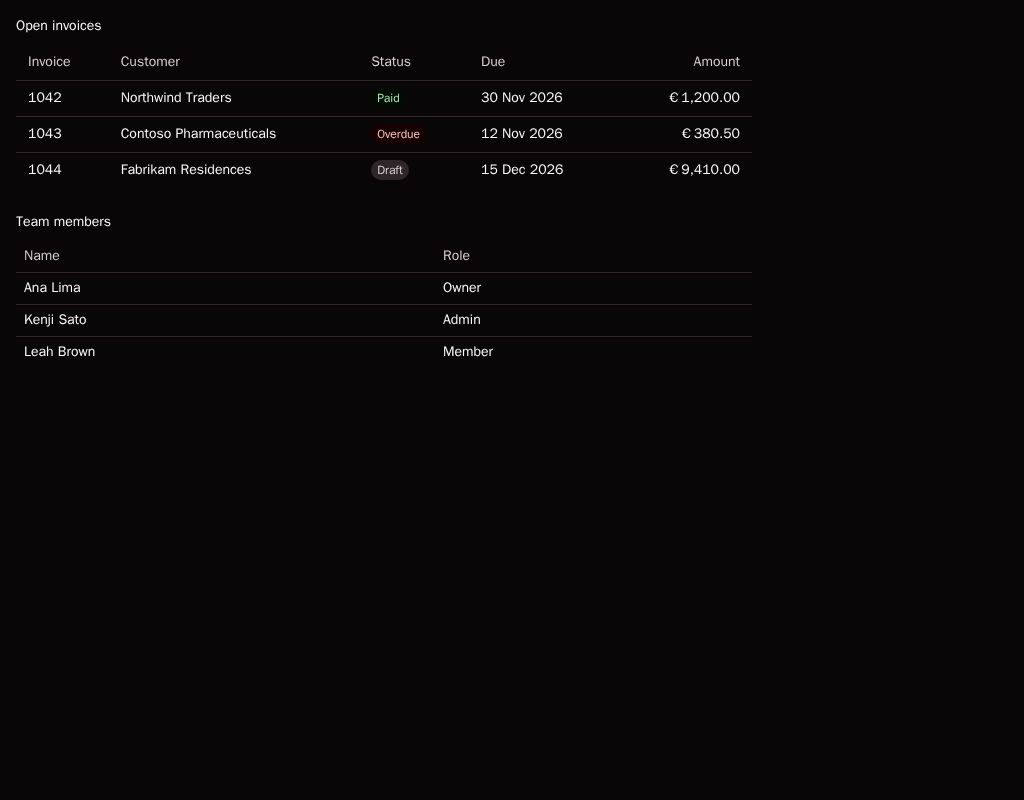 Open invoices
Invoice Customer Status Due Amount
1042 Northwind Traders Paid 30 Nov 2026 € 1,200.00
1043 Contoso Pharmaceuticals Overdue 12 Nov 2026 € 380.50
1044 Fabrikam Residences Draft 15 Dec 2026 € 9,410.00
Team members
Name Role
Ana Lima Owner
Kenji Sato Admin
Leah Brown Member